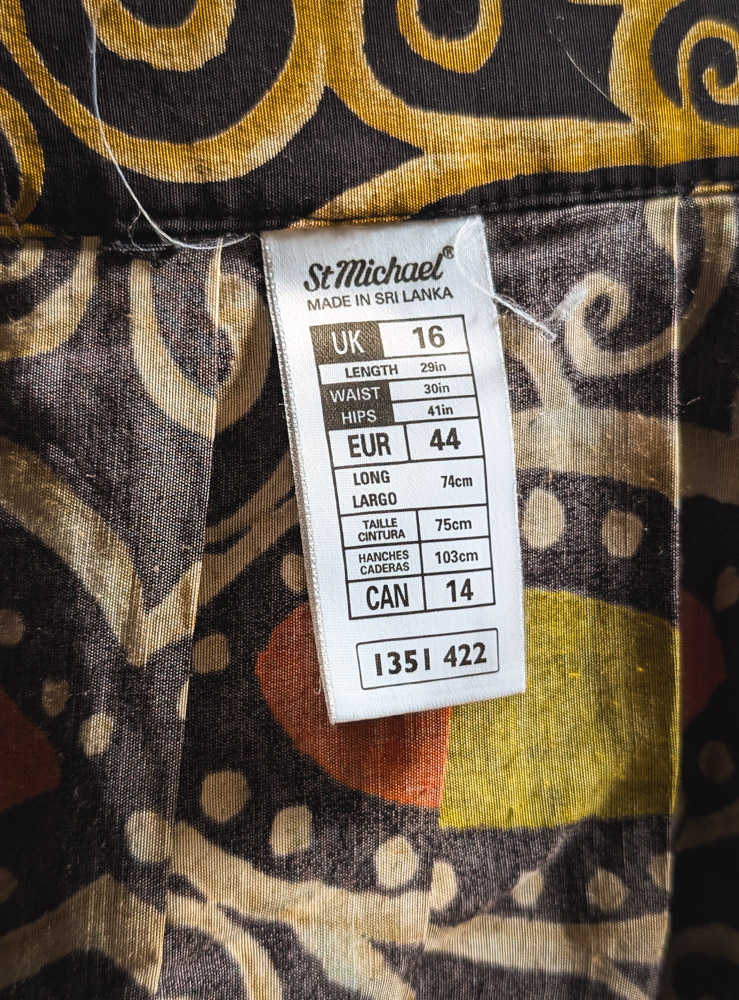 St Michael®
MADE IN SRI LANKA
UK 16
LENGTH 29in
WAIST 30in
HIPS 41in
EUR 44
LONG
LARGO 74cm
TAILLE
CINTURA 75cm
HANCHES
CADERAS 103cm
CAN 14
1351 422